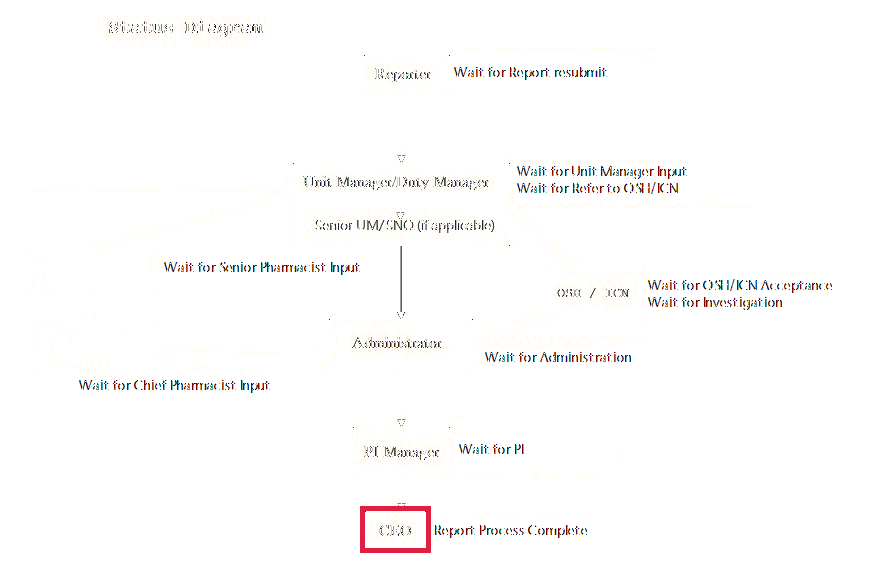 Status Diagram
Reporter
Wait for Report resubmit
Unit Manager/Duty Manager
Wait for Unit Manager Input
Wait for Refer to OSH/ICN
Senior UM/SNO (if applicable)
Wait for Senior Pharmacist Input
OSH / ICN
Wait for OSH/ICN Acceptance
Wait for Investigation
Administrator
Wait for Administration
Wait for Chief Pharmacist Input
PI Manager
Wait for PI
CEO
Report Process Complete